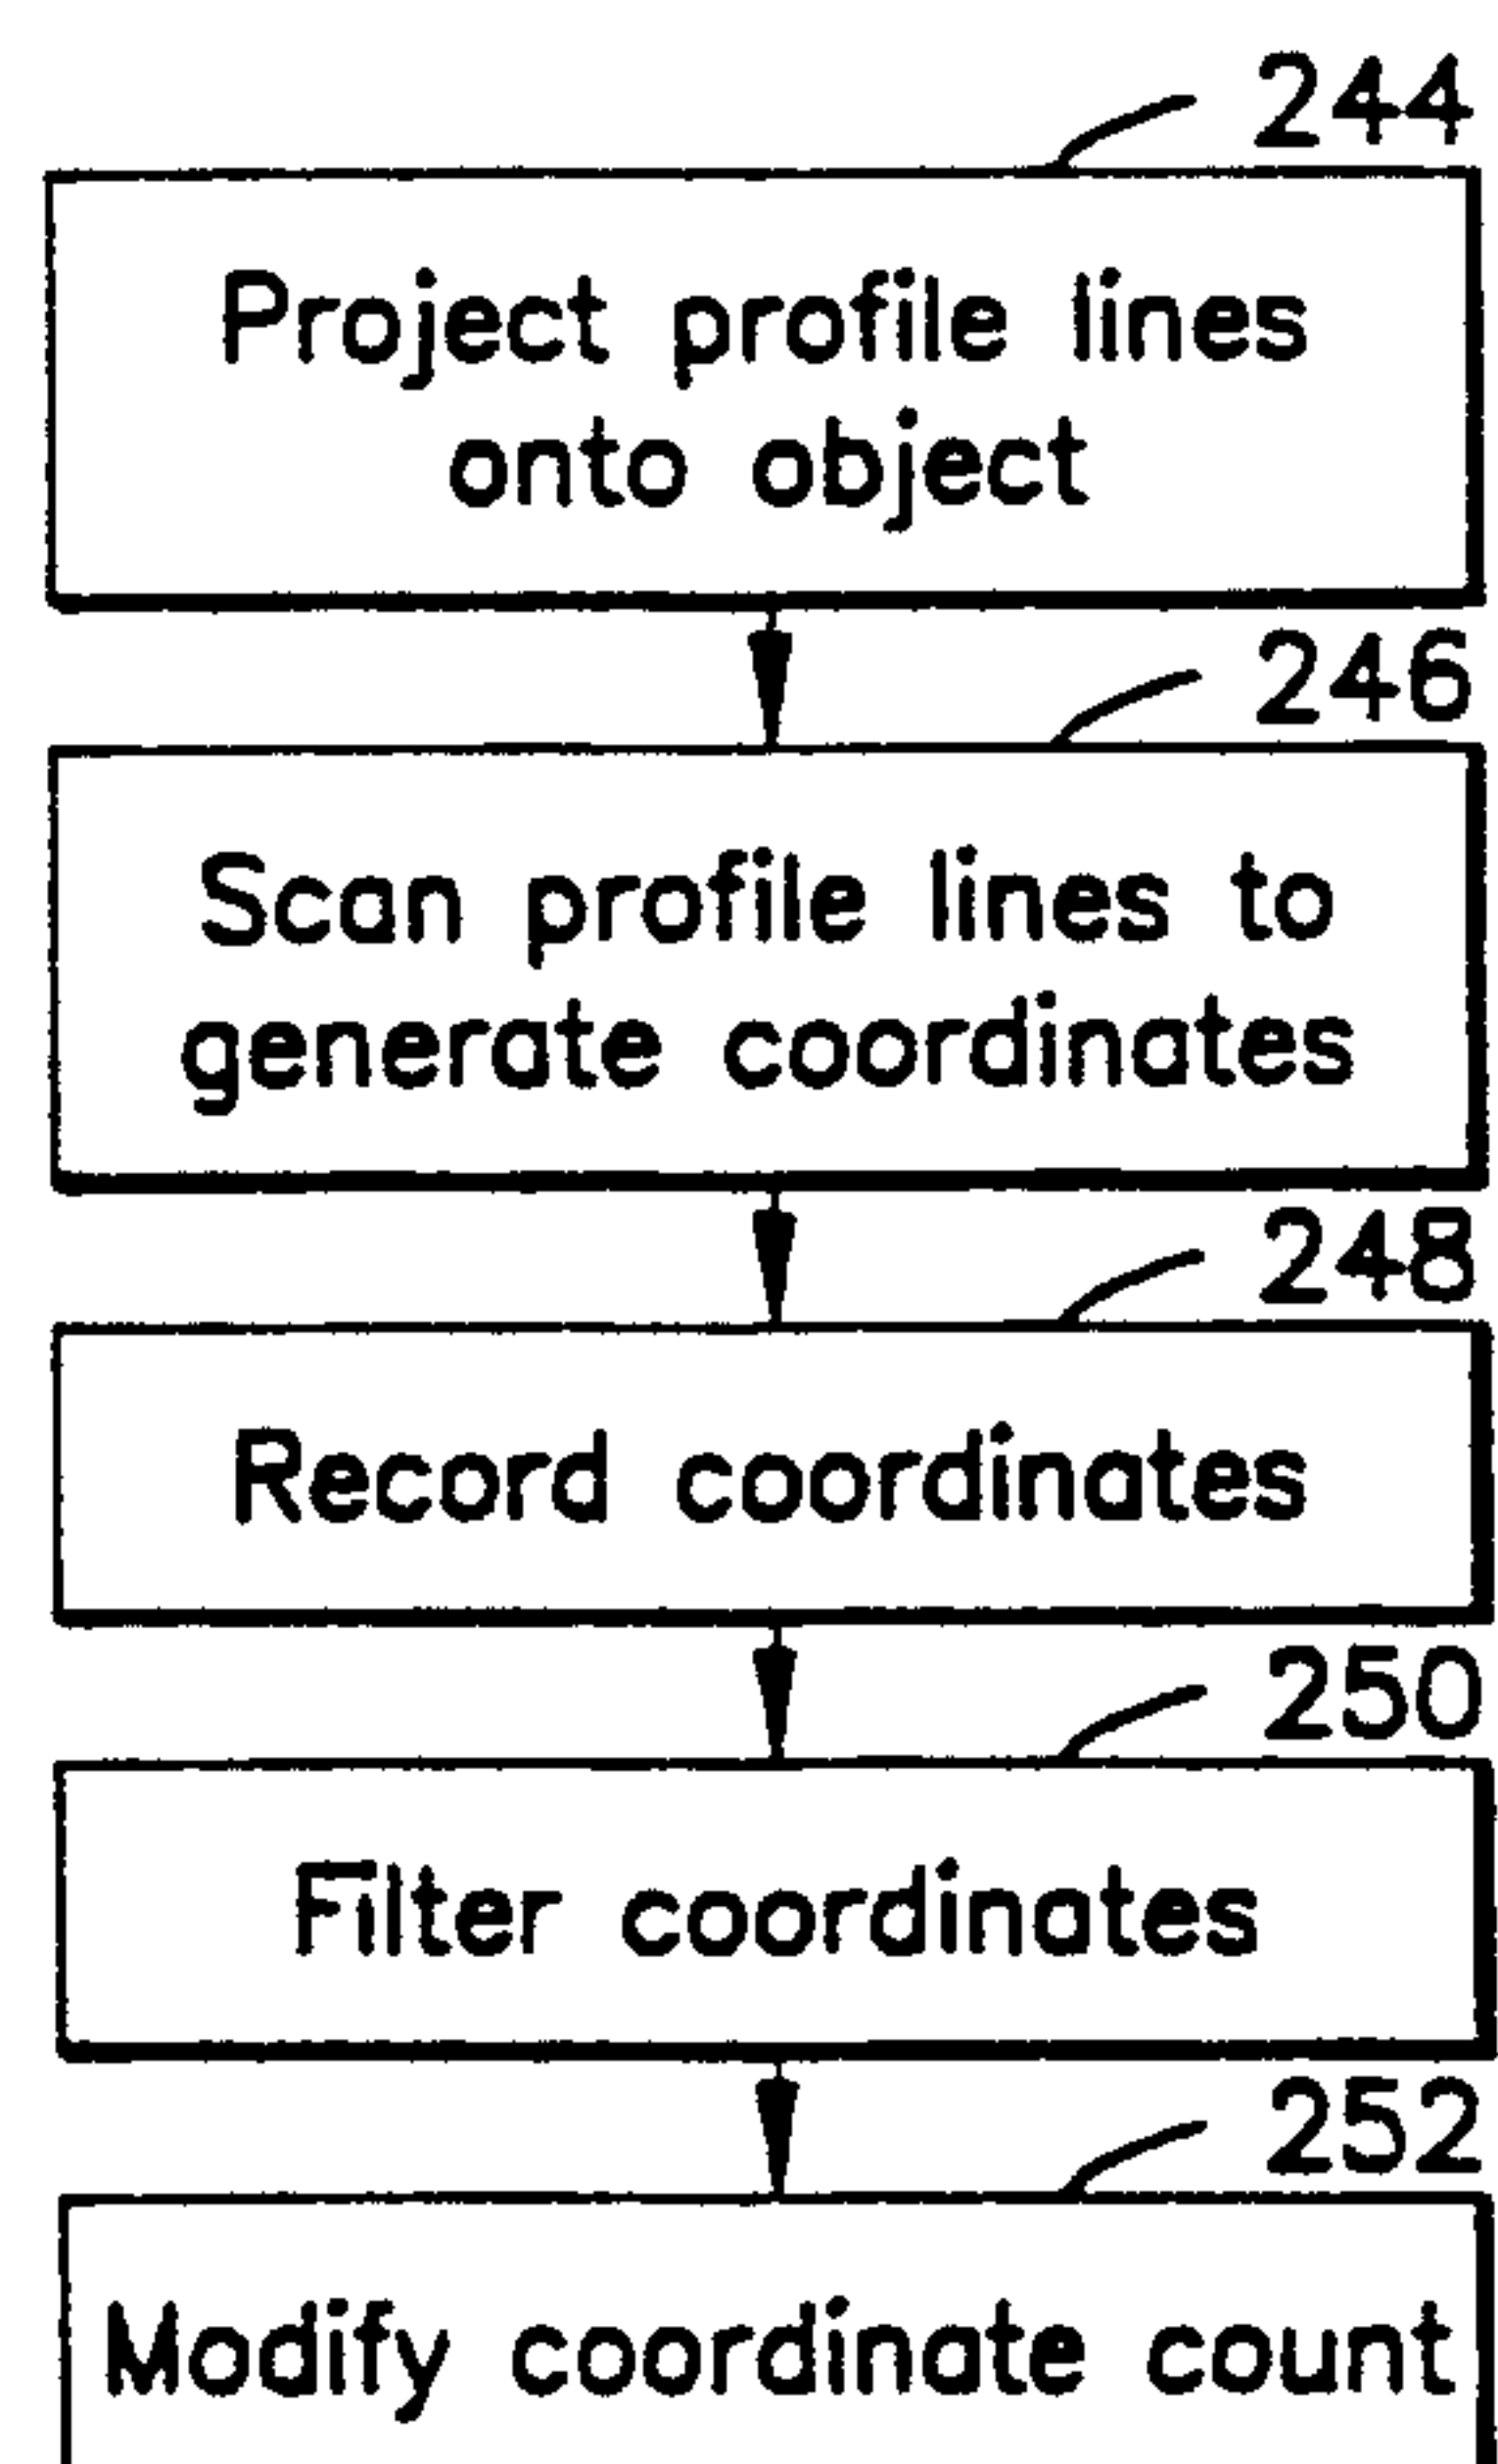 244
Project profile lines
onto object
246
Scan profile lines to
generate coordinates
248
Record coordinates
250
Filter coordinates
252
Modify coordinate count